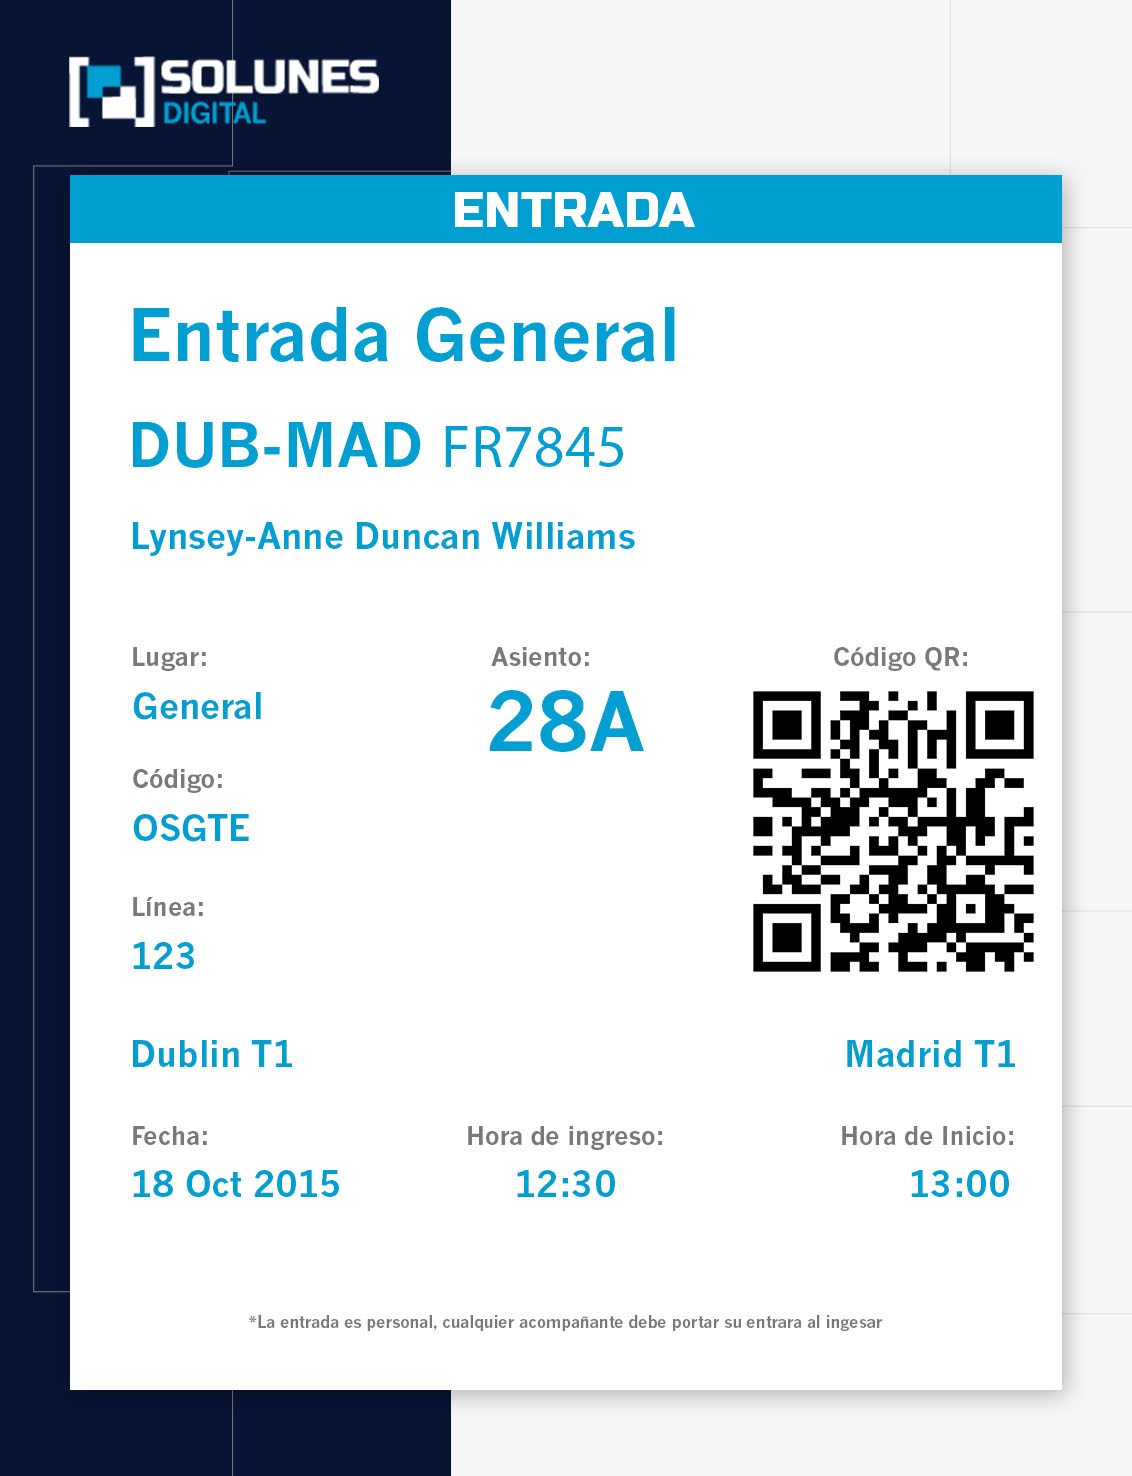 SOLUNES
DIGITAL
ENTRADA
Entrada General
DUB-MAD FR7845
Lynsey-Anne Duncan Williams
Lugar:
General
Asiento:
28A
Código QR:
Código:
OSGTE
Línea:
123
Dublin T1
Madrid T1
Fecha:
18 Oct 2015
Hora de ingreso:
12:30
Hora de Inicio:
13:00
*La entrada es personal, cualquier acompañante debe portar su entrara al ingesar